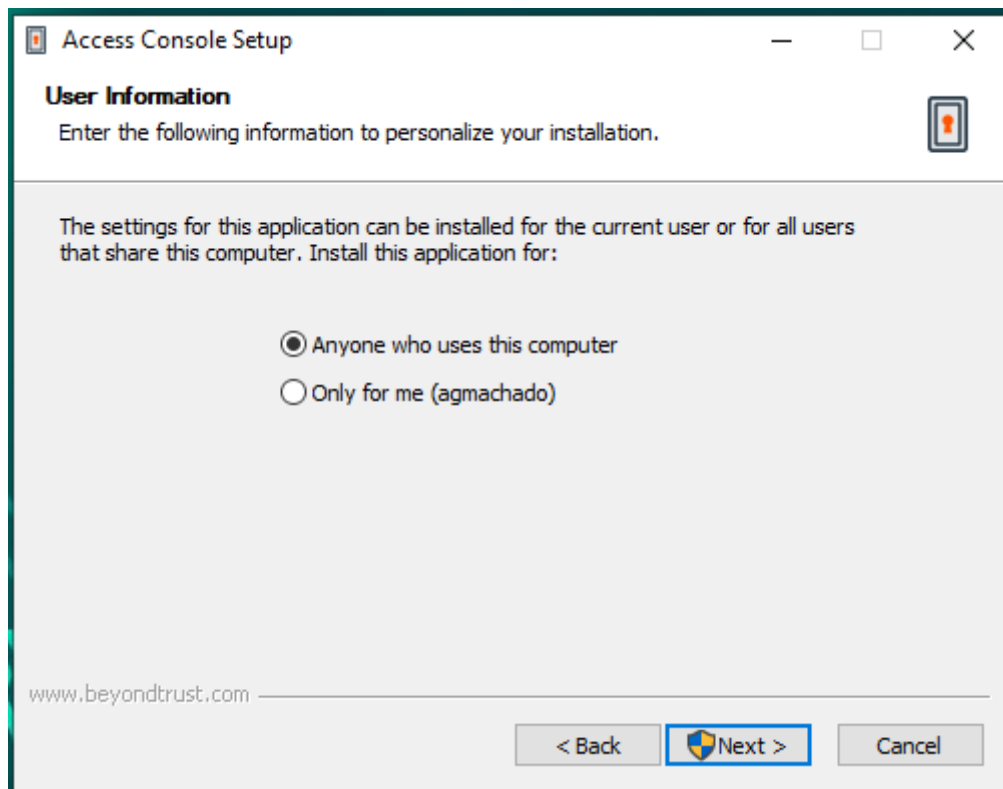 Access Console Setup
User Information
Enter the following information to personalize your installation.
The settings for this application can be installed for the current user or for all users
that share this computer. Install this application for:
Anyone who uses this computer
Only for me (agmachado)
www.beyondtrust.com
< Back Next > Cancel